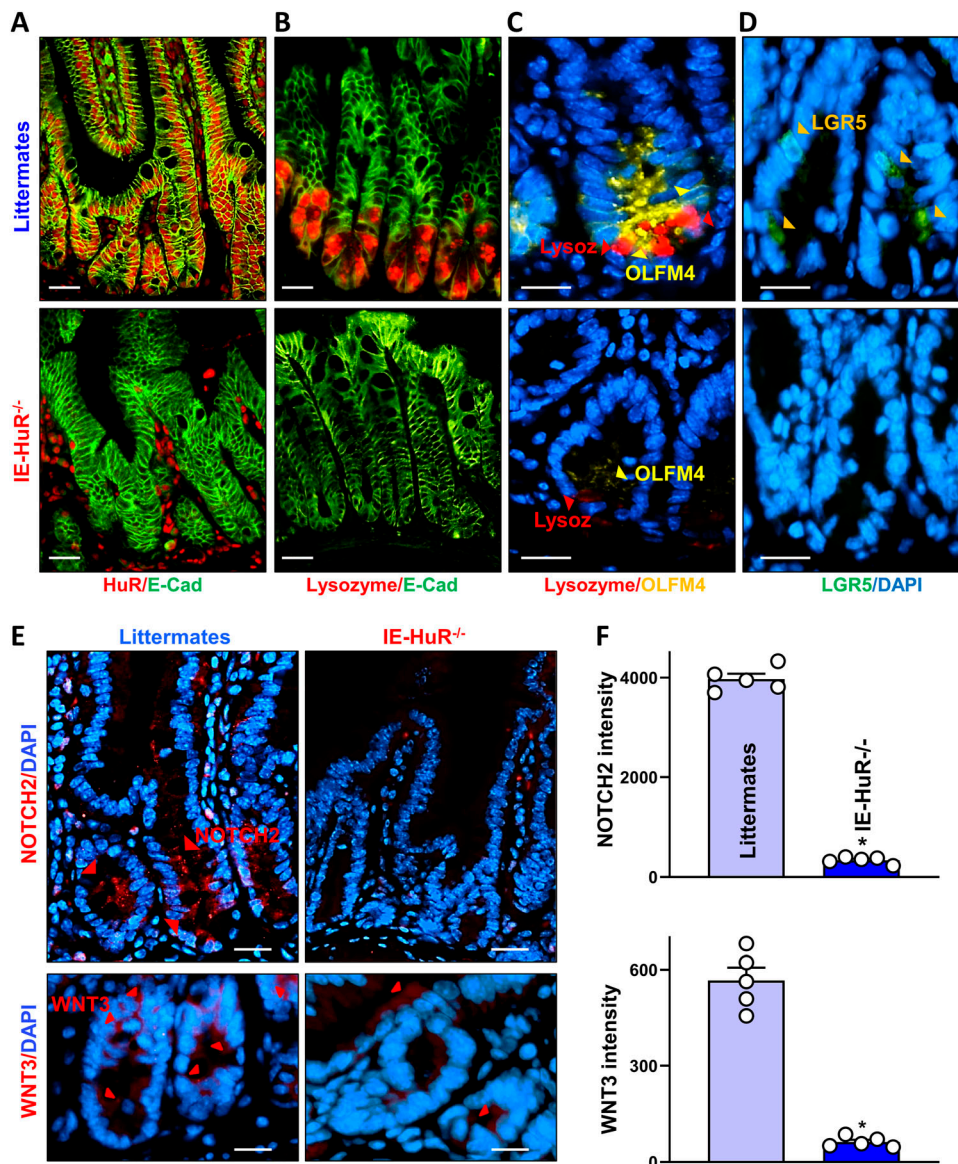 A
B
C
D
Littermates
LGR5
Lysoz
OLFM4
IE-HuR-/-
OLFM4
Lysoz
HuR/E-Cad
Lysozyme/E-Cad
Lysozyme/OLFM4
LGR5/DAPI
E
Littermates
IE-HuR-/-
F
NOTCH2/DAPI
NOTCH2
WNT3/DAPI
WNT3
NOTCH2 intensity
4000
2000
0
Littermates
* IE-HuR-/-
WNT3 intensity
600
300
0
*